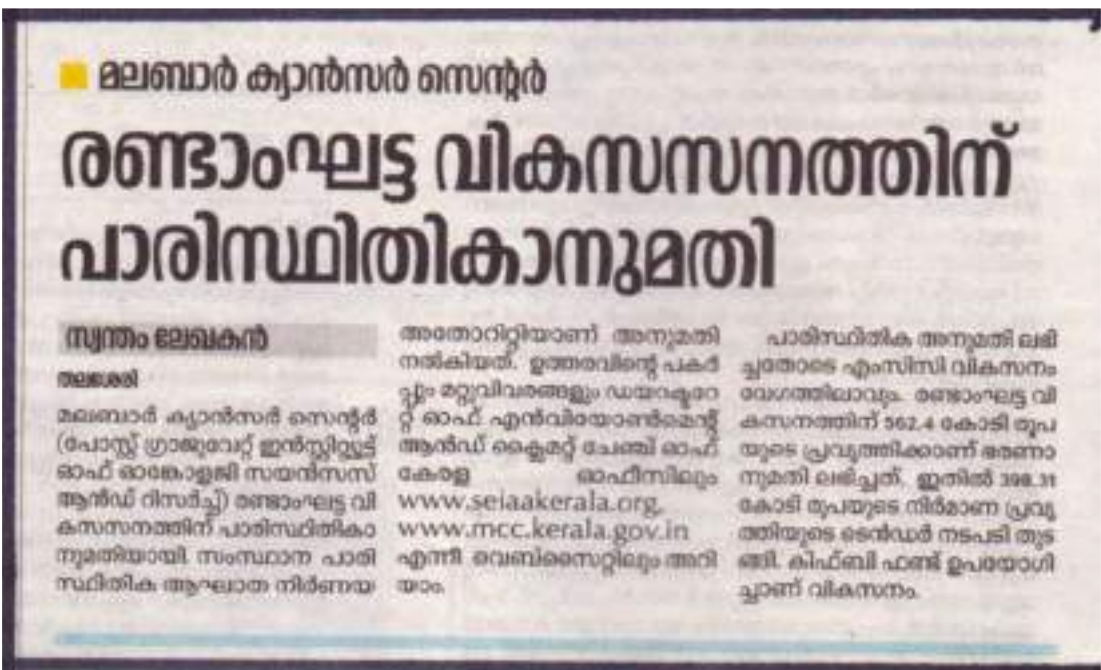 മലബാർ ക്യാൻസർ സെന്റർ
രണ്ടാംഘട്ട വികസസനത്തിന്
പാരിസ്ഥിതികാനുമതി
സ്വന്തം ലേഖകൻ
തലശേരി
മലബാർ ക്യാൻസർ സെന്റർ
(പോസ്റ്റ് ഗ്രാജുവേറ്റ് ഇൻസ്റ്റിറ്റ്യൂട്ട്
ഓഫ് ഓങ്കോളജി സയൻസസ്
ആൻഡ് റിസർച്ച്) രണ്ടാംഘട്ട വി
കസസനത്തിന് പാരിസ്ഥിതികാ
നുമതിയായി. സംസ്ഥാന പാരി
സ്ഥിതിക ആഘാത നിർണയ
അതോറിറ്റിയാണ് അനുമതി
നൽകിയത്. ഉത്തരവിന്റെ പകർ
പ്പും മറ്റുവിവരങ്ങളും ഡയറക്ടറേ
റ്റ് ഓഫ് എൻവിയോൺമെന്റ്
ആൻഡ് ക്ലൈമറ്റ് ചേഞ്ച് ഓഫ്
കേരള ഓഫീസിലും
www.seiaakerala.org,
www.mcc.kerala.gov.in
എന്നീ വെബ്സൈറ്റിലും അറി
യാം.
പാരിസ്ഥിതിക അനുമതി ലഭി
ച്ചതോടെ എംസിസി വികസനം
വേഗത്തിലാവും. രണ്ടാംഘട്ട വി
കസനത്തിന് 562.4 കോടി രൂപ
യുടെ പ്രവൃത്തിക്കാണ് ഭരണാ
നുമതി ലഭിച്ചത്. ഇതിൽ 398.31
കോടി രൂപയുടെ നിർമാണ പ്രവൃ
ത്തിയുടെ ടെൻഡർ നടപടി തുട
ങ്ങി. കിഫ്ബി ഫണ്ട് ഉപയോഗി
ച്ചാണ് വികസനം.